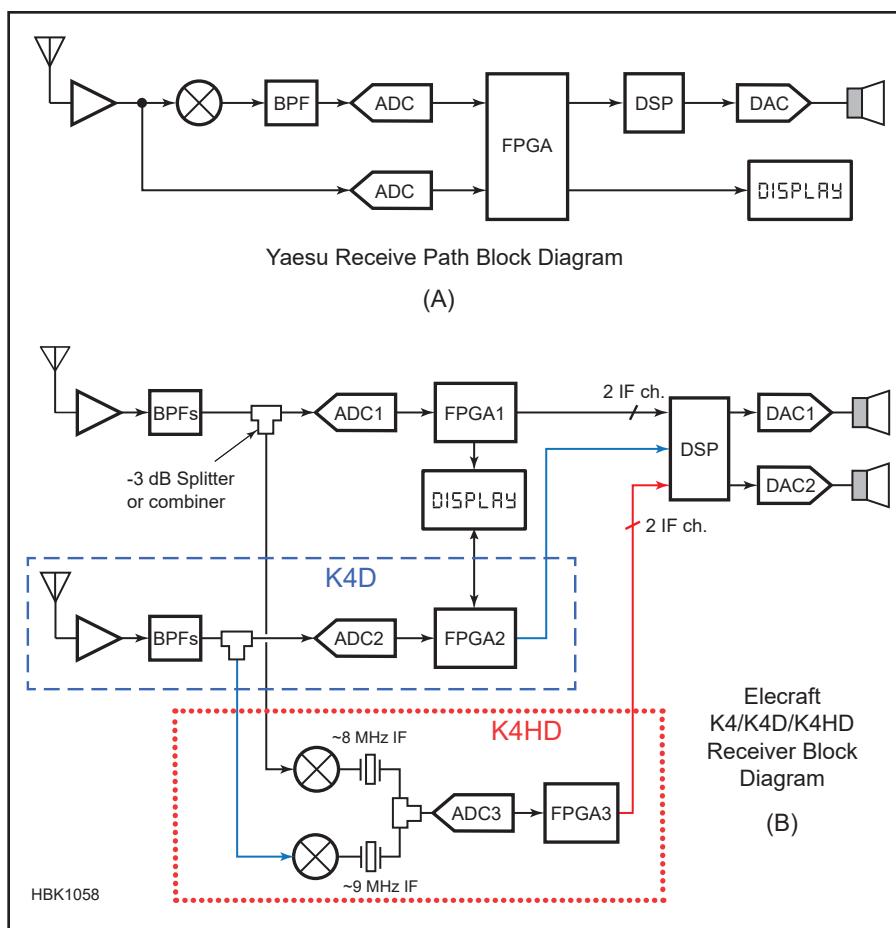 BPF
ADC
FPGA
DSP
DAC
ADC
DISPLAY
Yaesu Receive Path Block Diagram
(A)
BPFs
ADC1
FPGA1
2 IF ch.
DSP
DAC1
-3 dB Splitter
or combiner
DISPLAY
DAC2
2 IF ch.
K4D
BPFs
ADC2
FPGA2
K4HD
~8 MHz IF
ADC3
FPGA3
~9 MHz IF
Elecraft
K4/K4D/K4HD
Receiver Block
Diagram
(B)
HBK1058